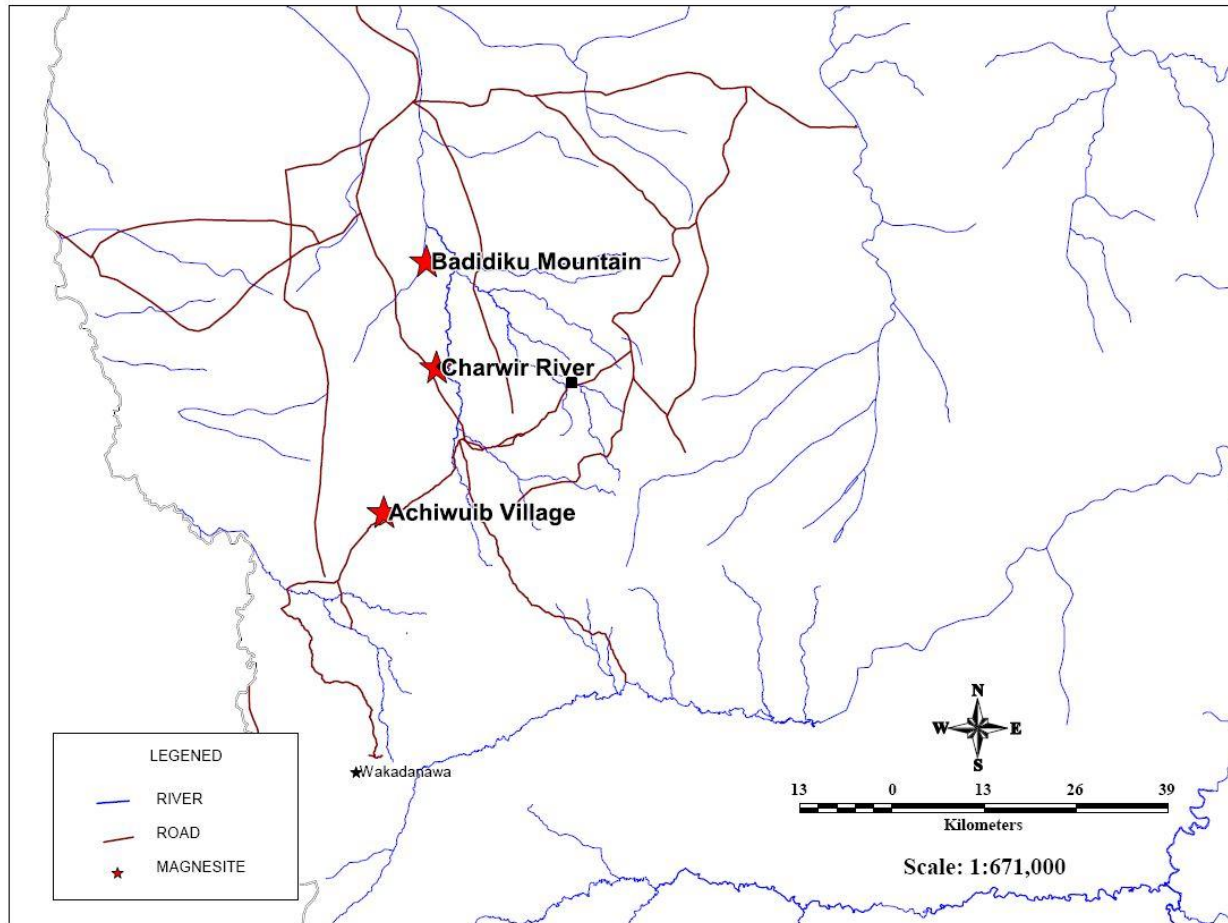 Badidiku Mountain
Charwir River
Achiwuib Village
Wakadanawa
LEGENED
RIVER
ROAD
MAGNESITE
N
W E
S
13 0 13 26 39
Kilometers
Scale: 1:671,000